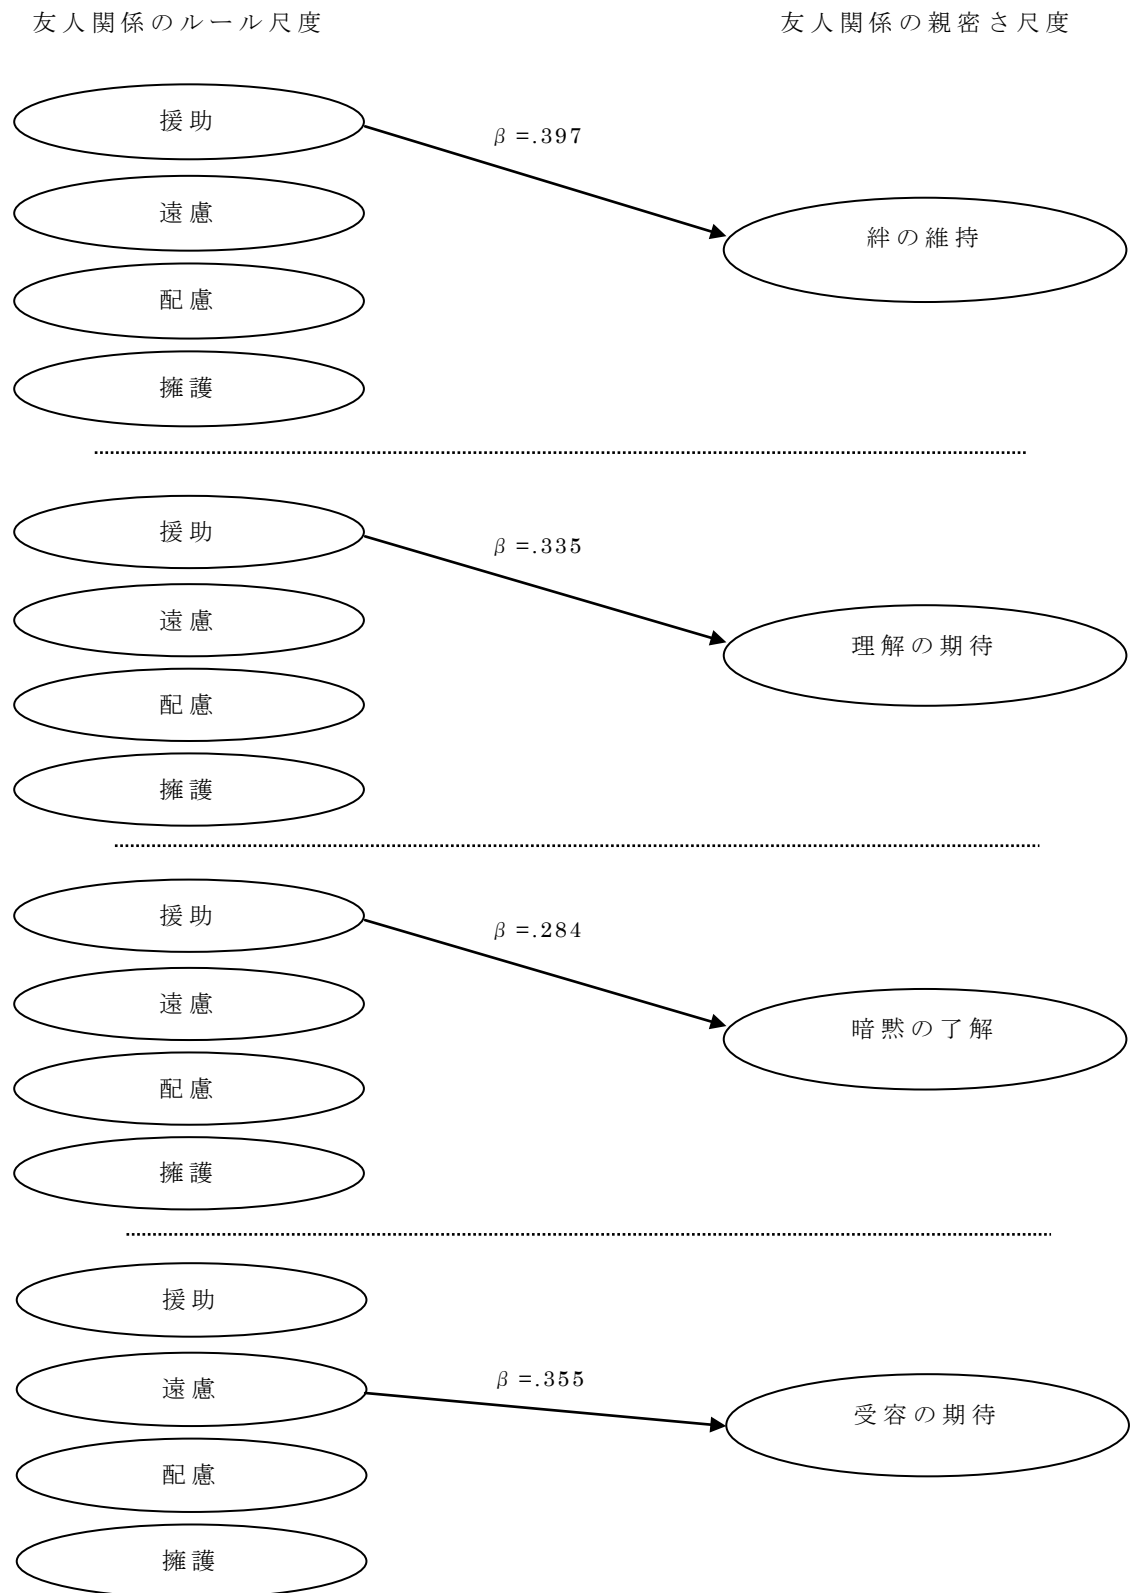 友人関係のルール尺度
友人関係の親密さ尺度
援助
β=.397
遠慮
絆の維持
配慮
擁護
援助
β=.335
遠慮
理解の期待
配慮
擁護
援助
β=.284
遠慮
暗黙の了解
配慮
擁護
援助
遠慮
β=.355
受容の期待
配慮
擁護